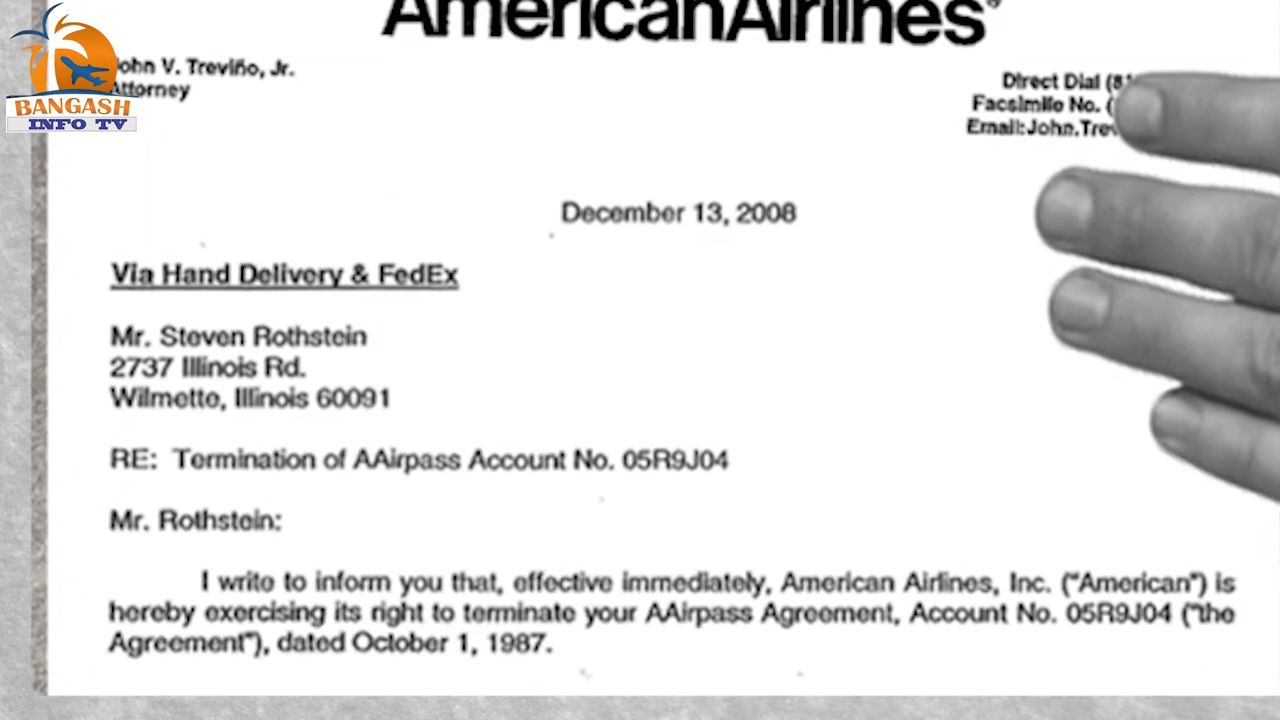 AmericanAirlines®
John V. Treviño, Jr.
Attorney
BANGASH
INFO TV
Direct Dial (8
Facsimile No. (
Email:John.Trev
December 13, 2008
Via Hand Delivery & FedEx
Mr. Steven Rothstein
2737 Illinois Rd.
Wilmette, Illinois 60091
RE: Termination of AAirpass Account No. 05R9J04
Mr. Rothstein:
I write to inform you that, effective immediately, American Airlines, Inc. ("American") is
hereby exercising its right to terminate your AAirpass Agreement, Account No. 05R9J04 ("the
Agreement"), dated October 1, 1987.